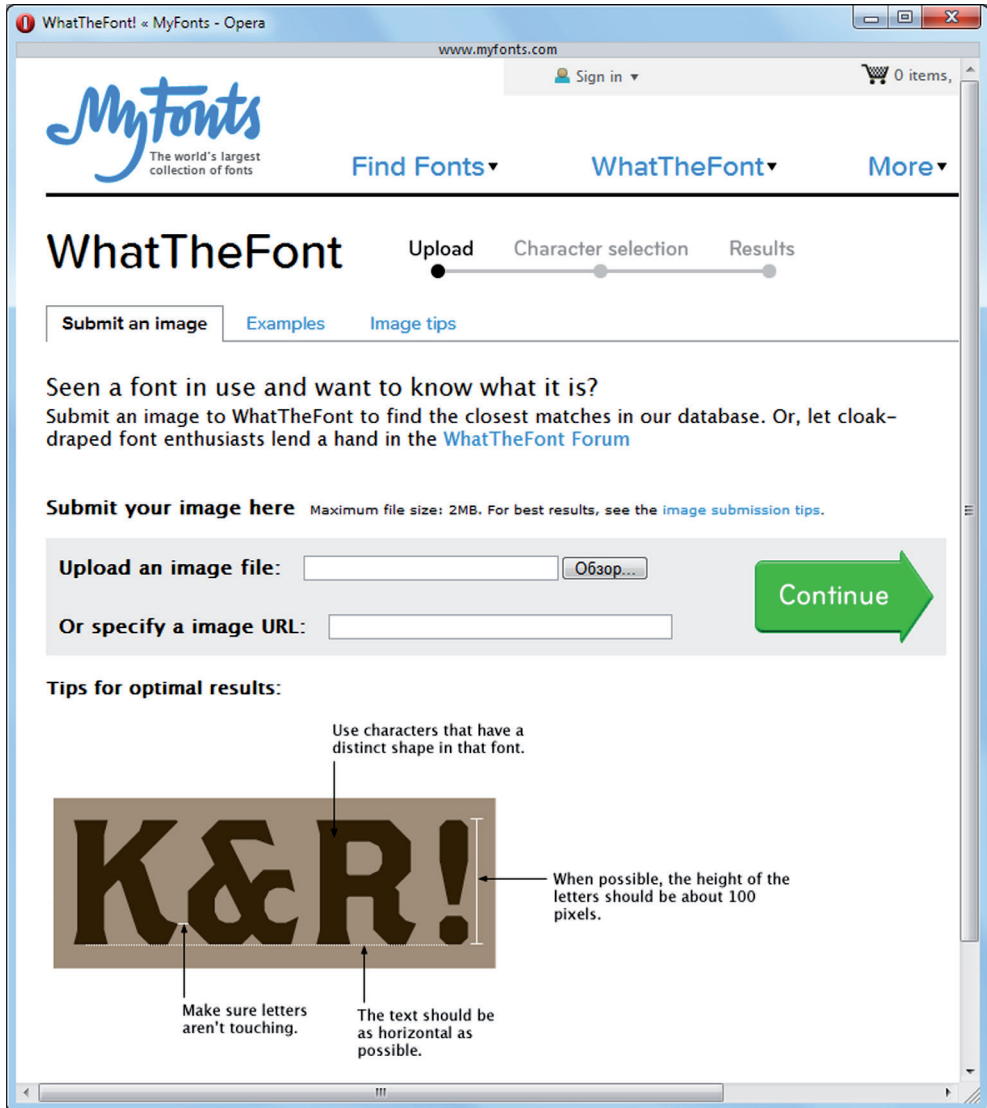 WhatTheFont! « MyFonts - Opera
www.myfonts.com
Sign in ▾
0 items,
MyFonts
The world's largest
collection of fonts
Find Fonts▾ WhatTheFont▾ More▾
WhatTheFont
Upload Character selection Results
Submit an image Examples Image tips
Seen a font in use and want to know what it is?
Submit an image to WhatTheFont to find the closest matches in our database. Or, let cloak-
draped font enthusiasts lend a hand in the WhatTheFont Forum
Submit your image here Maximum file size: 2MB. For best results, see the image submission tips.
Upload an image file: Обзор...
Continue
Or specify a image URL:
Tips for optimal results:
Use characters that have a
distinct shape in that font.
K&R!
When possible, the height of the
letters should be about 100
pixels.
Make sure letters
aren't touching.
The text should be
as horizontal as
possible.